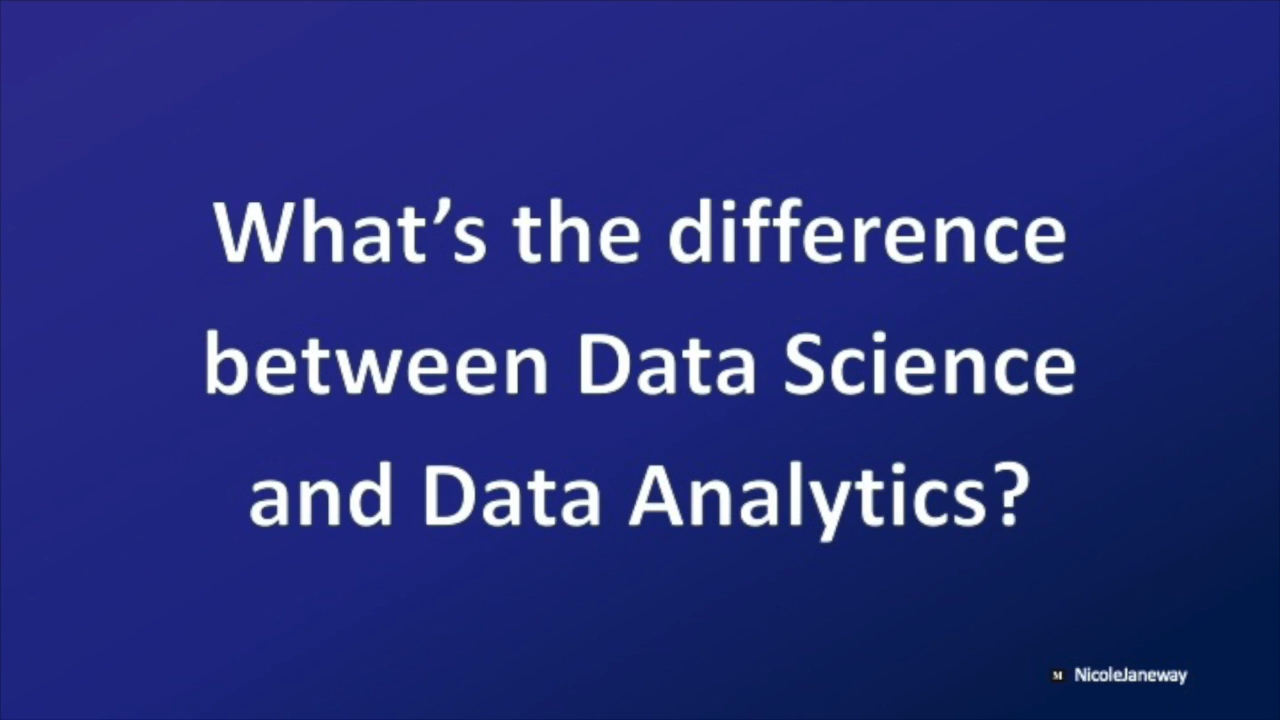 What’s the difference
between Data Science
and Data Analytics?
M NicoleJaneway